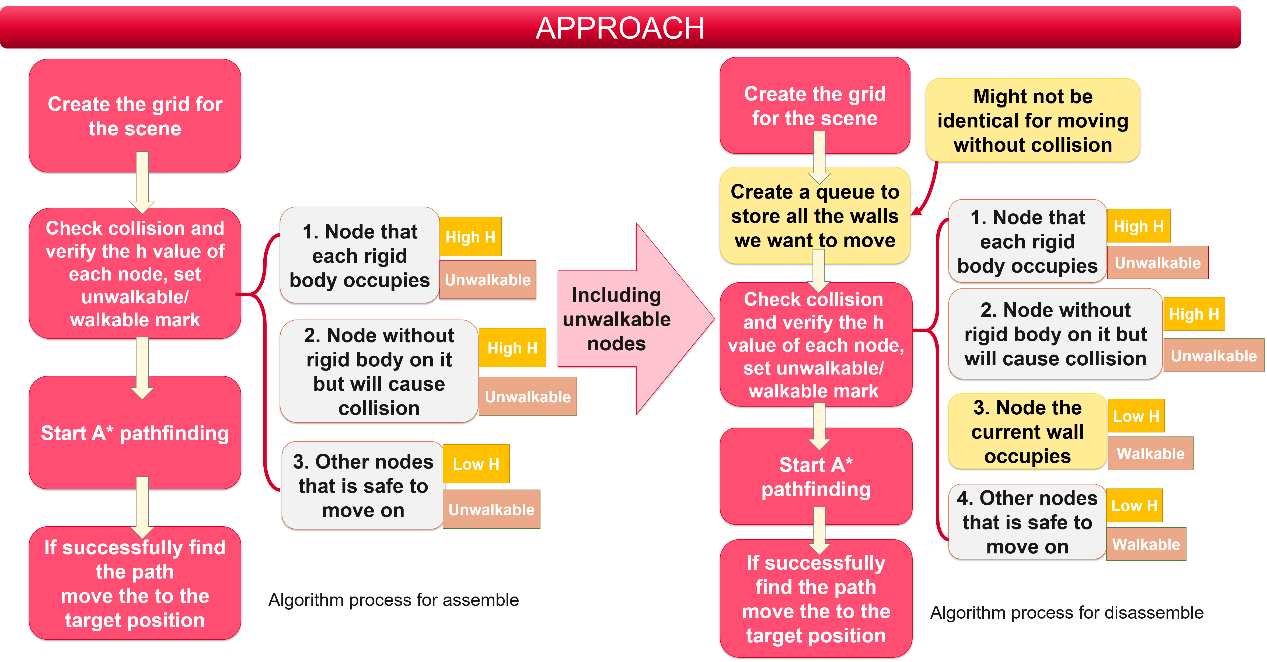 APPROACH
Create the grid for
the scene
Check collision and
verify the h value of
each node, set
unwalkable/
walkable mark
Start A* pathfinding
If successfully find
the path
move the to the
target position
1. Node that
each rigid
body occupies
High H
Unwalkable
2. Node without
rigid body on it
but will cause
collision
High H
Unwalkable
3. Other nodes
that is safe to
move on
Low H
Unwalkable
Algorithm process for assemble
Including
unwalkable
nodes
Create the grid
for the scene
Might not be
identical for moving
without collision
Create a queue to
store all the walls
we want to move
Check collision
and verify the h
value of each node,
set unwalkable/
walkable mark
Start A*
pathfinding
If successfully
find the path
move the to the
target position
1. Node that
each rigid
body occupies
High H
Unwalkable
2. Node without
rigid body on it but
will cause collision
High H
Unwalkable
3. Node the
current wall
occupies
Low H
Walkable
4. Other nodes
that is safe to
move on
Low H
Walkable
Algorithm process for disassemble